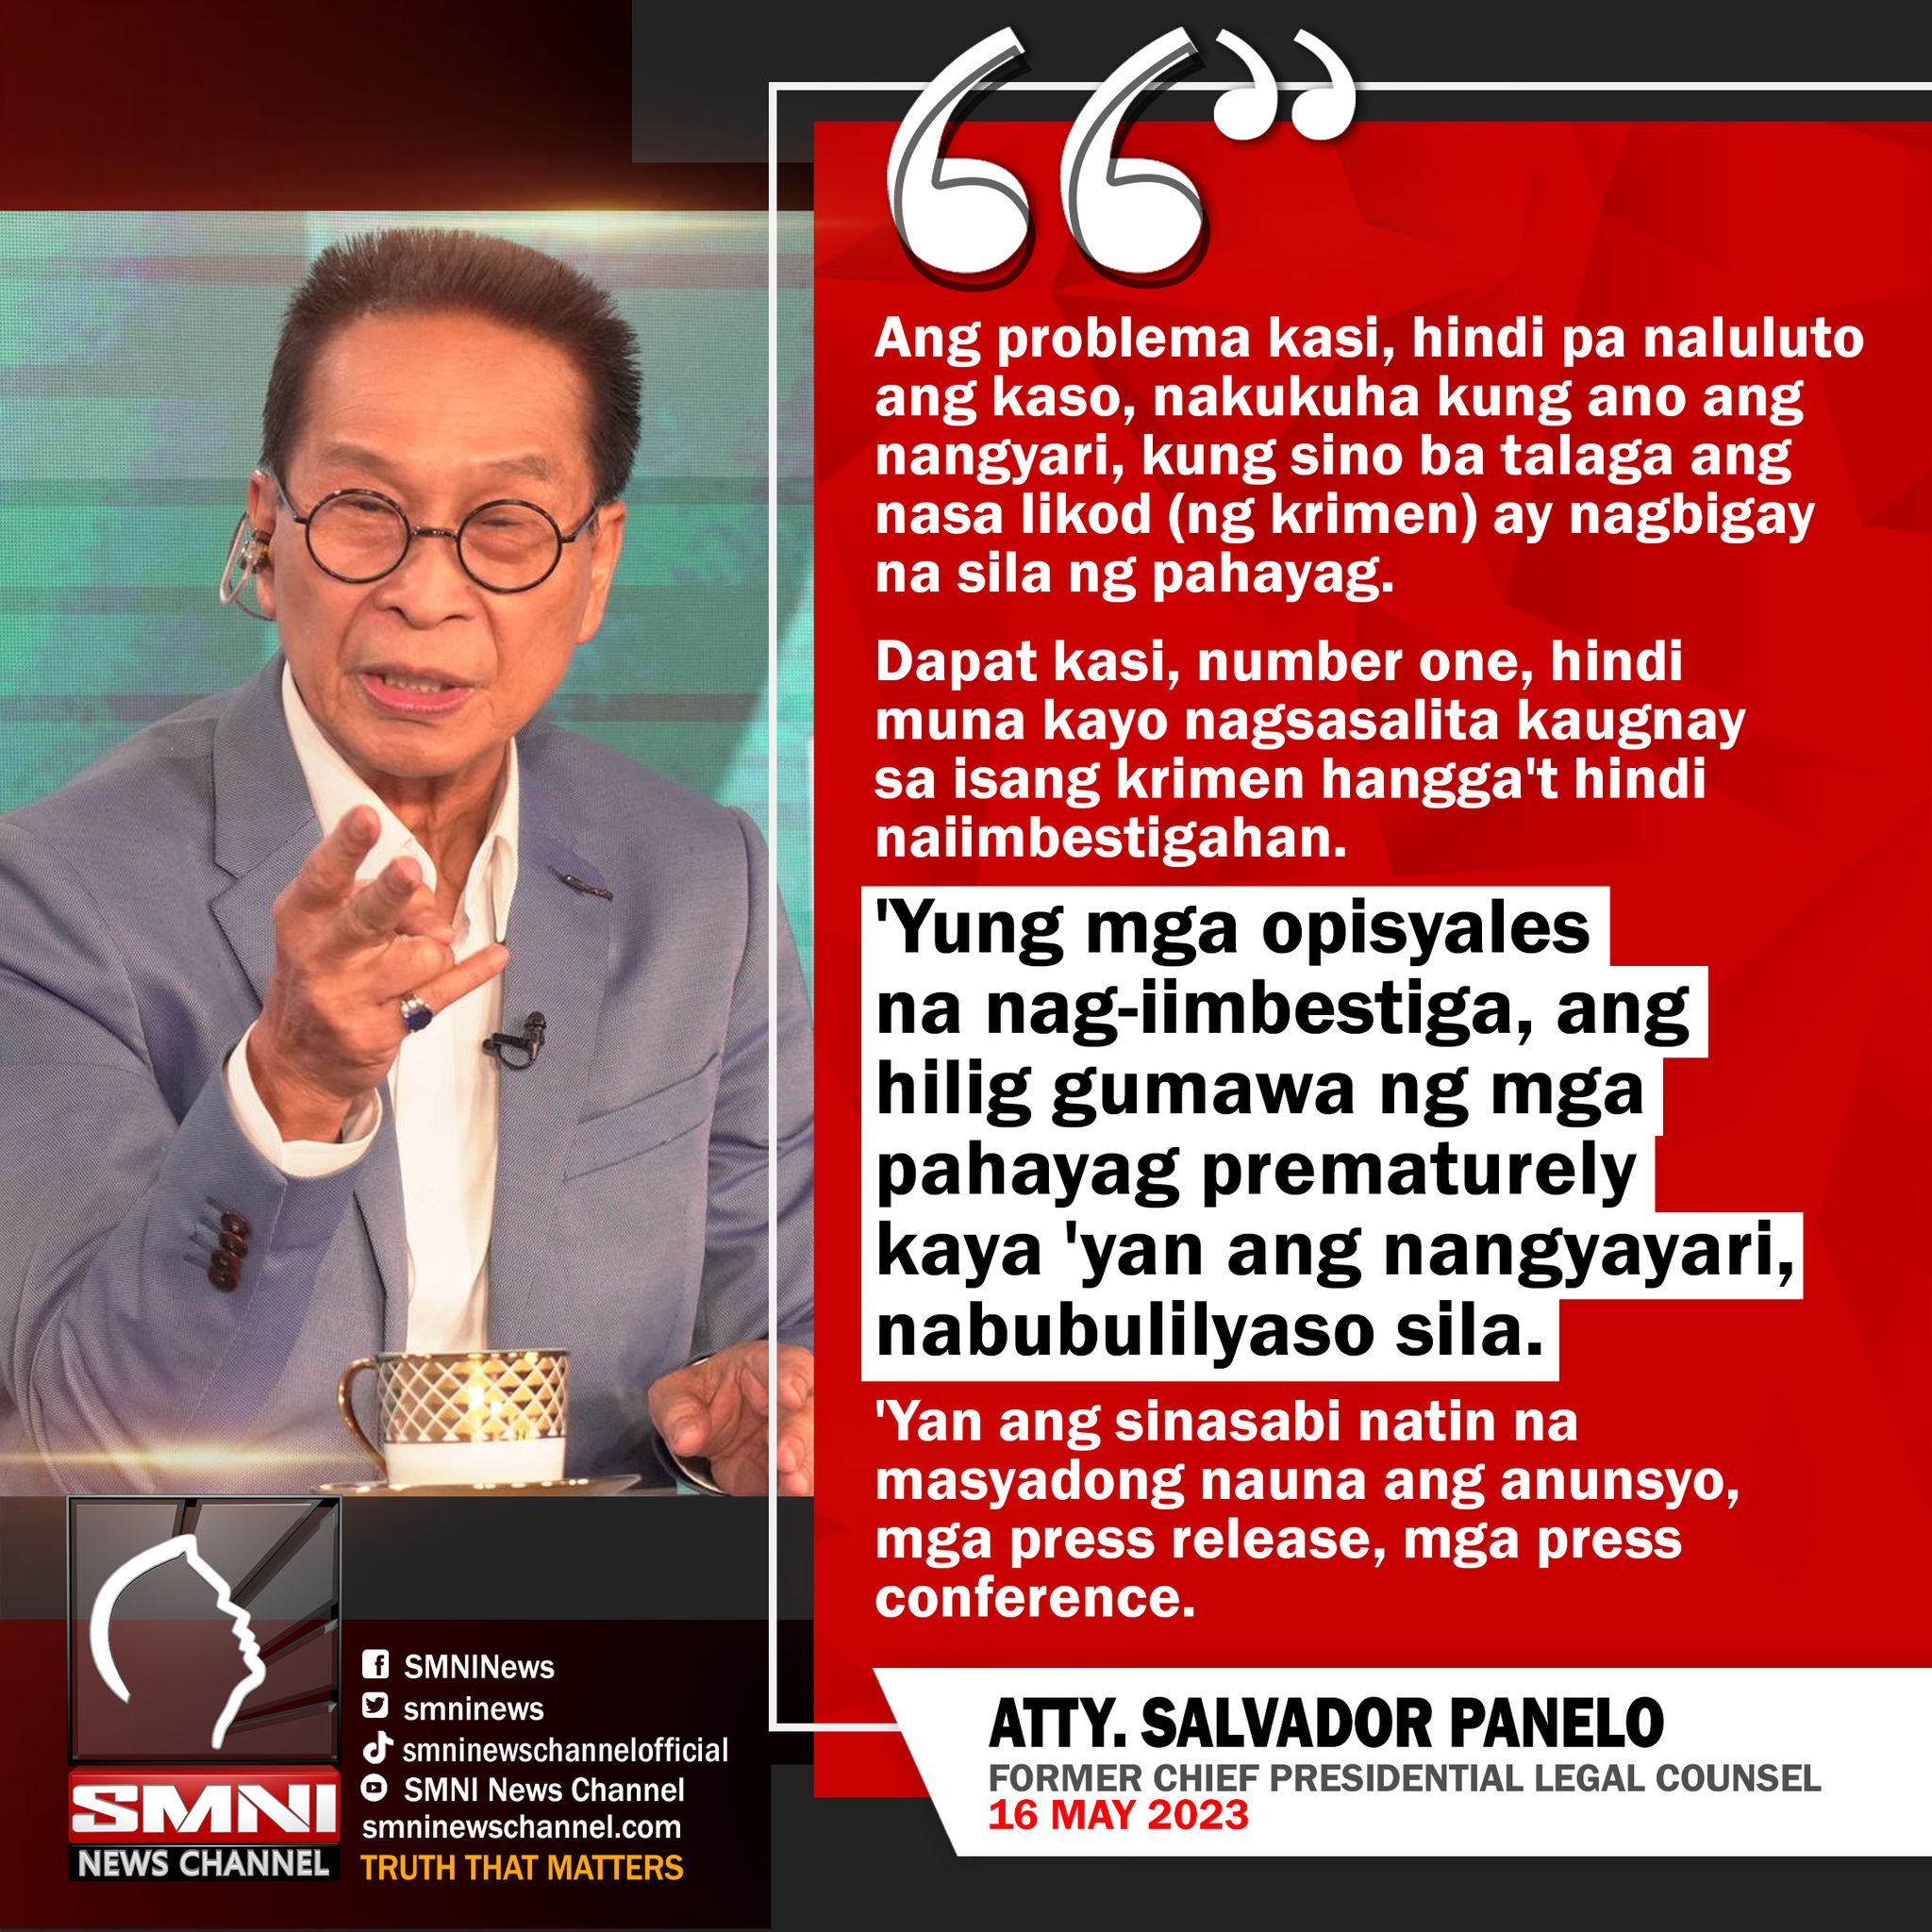 Ang problema kasi, hindi pa naluluto
ang kaso, nakukuha kung ano ang
nangyari, kung sino ba talaga ang
nasa likod (ng krimen) ay nagbigay
na sila ng pahayag.
Dapat kasi, number one, hindi
muna kayo nagsasalita kaugnay
sa isang krimen hangga't hindi
naiimbestigahan.
'Yung mga opisyales
na nag-iimbestiga, ang
hilig gumawa ng mga
pahayag prematurely
kaya 'yan ang nangyayari,
nabubulilyaso sila.
'Yan ang sinasabi natin na
masyadong nauna ang anunsyo,
mga press release, mga press
conference.
ATTY. SALVADOR PANELO
FORMER CHIEF PRESIDENTIAL LEGAL COUNSEL
16 MAY 2023
SMNI
NEWS CHANNEL
SMNINews
smninews
smninewschannelofficial
SMNI News Channel
smninewschannel.com
TRUTH THAT MATTERS